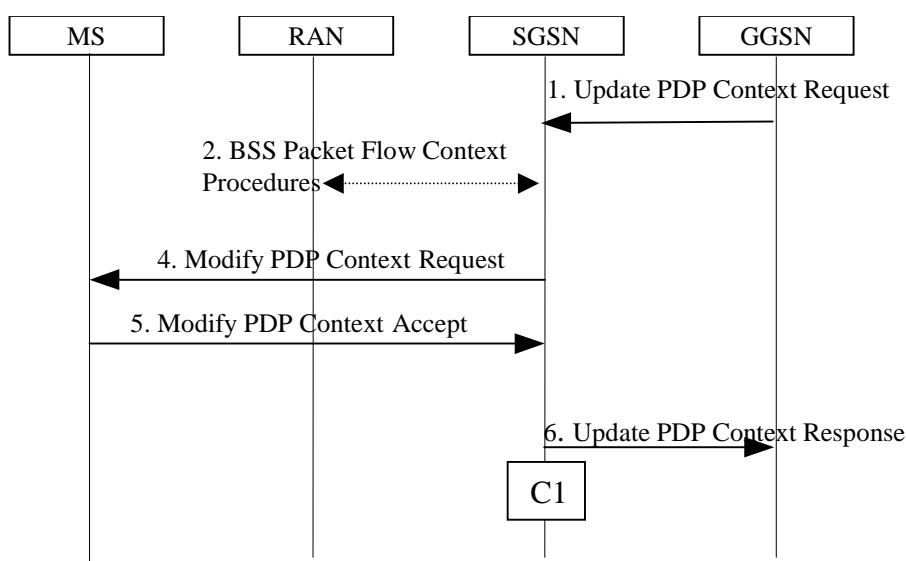 MS RAN SGSN GGSN
1. Update PDP Context Request
2. BSS Packet Flow Context
Procedures
4. Modify PDP Context Request
5. Modify PDP Context Accept
6. Update PDP Context Response
C1